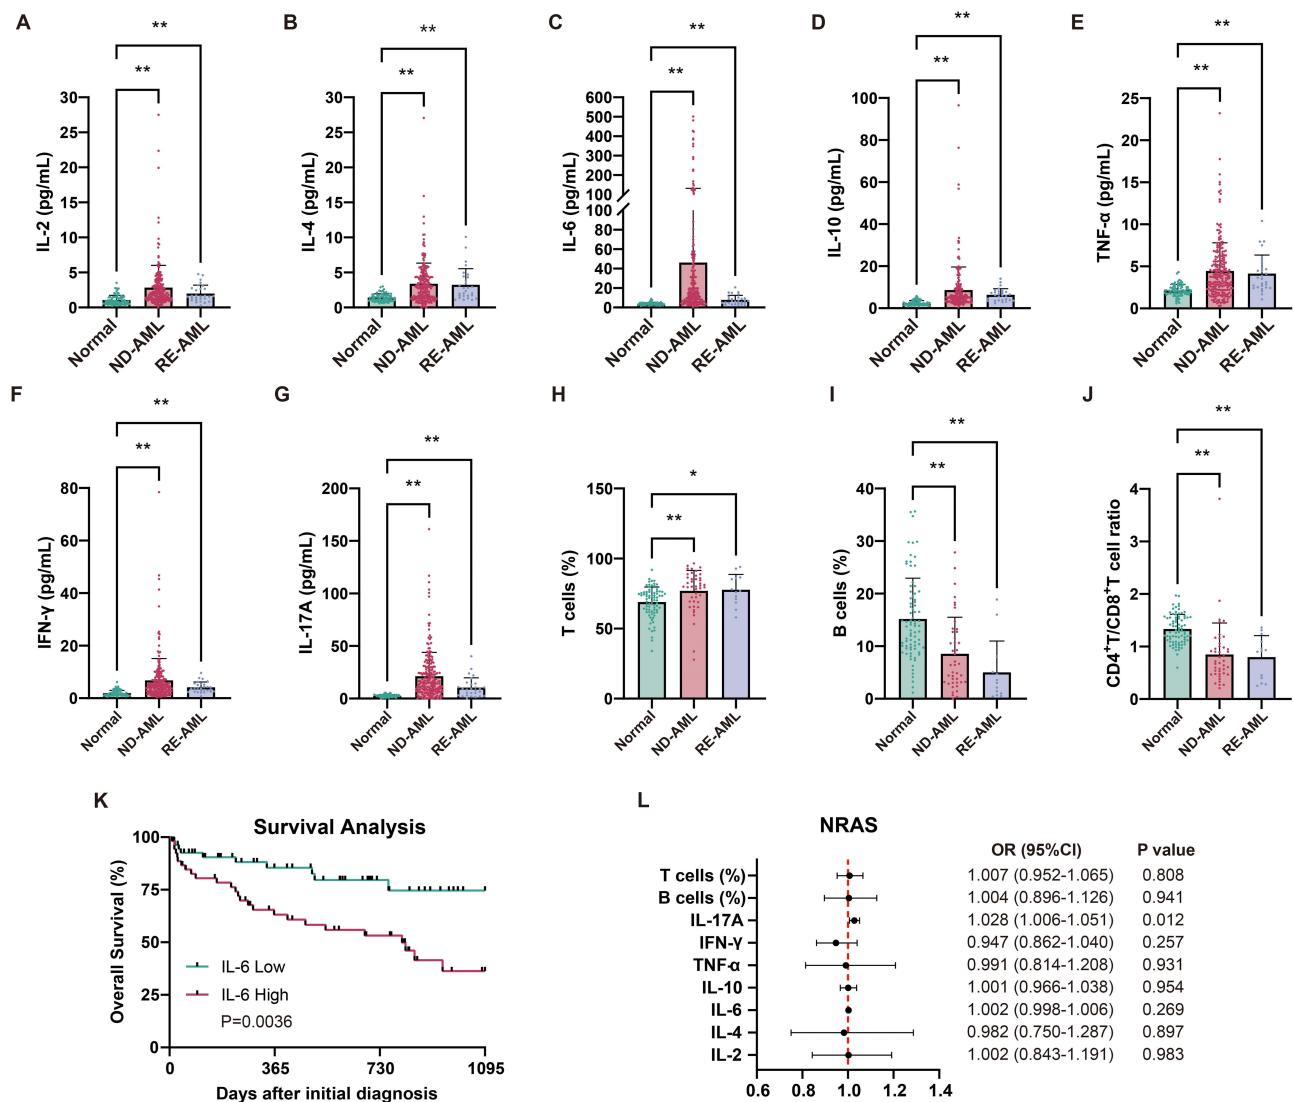 A
**
**
IL-2 (pg/mL)
30
25
20
15
10
5
0
Normal
ND-AML
RE-AML
B
**
**
IL-4 (pg/mL)
30
25
20
15
10
5
0
Normal
ND-AML
RE-AML
C
**
**
IL-6 (pg/mL)
600
500
400
300
200
100
100
80
60
40
20
0
Normal
ND-AML
RE-AML
D
**
**
IL-10 (pg/mL)
100
80
60
40
20
0
Normal
ND-AML
RE-AML
E
**
**
TNF-α (pg/mL)
25
20
15
10
5
0
Normal
ND-AML
RE-AML
F
**
**
IFN-γ (pg/mL)
80
60
40
20
0
Normal
ND-AML
RE-AML
G
**
**
IL-17A (pg/mL)
200
150
100
50
0
Normal
ND-AML
RE-AML
H
*
**
T cells (%)
150
100
50
0
Normal
ND-AML
RE-AML
I
**
**
B cells (%)
40
30
20
10
0
Normal
ND-AML
RE-AML
J
**
**
CD4⁺T/CD8⁺T cell ratio
4
3
2
1
0
Normal
ND-AML
RE-AML
K
Survival Analysis
Overall Survival (%)
100
75
50
25
0
IL-6 Low
IL-6 High
P=0.0036
0 365 730 1095
Days after initial diagnosis
L
NRAS
OR (95%CI) P value
T cells (%) 1.007 (0.952-1.065) 0.808
B cells (%) 1.004 (0.896-1.126) 0.941
IL-17A 1.028 (1.006-1.051) 0.012
IFN-γ 0.947 (0.862-1.040) 0.257
TNF-α 0.991 (0.814-1.208) 0.931
IL-10 1.001 (0.966-1.038) 0.954
IL-6 1.002 (0.998-1.006) 0.269
IL-4 0.982 (0.750-1.287) 0.897
IL-2 1.002 (0.843-1.191) 0.983
0.6 0.8 1.0 1.2 1.4